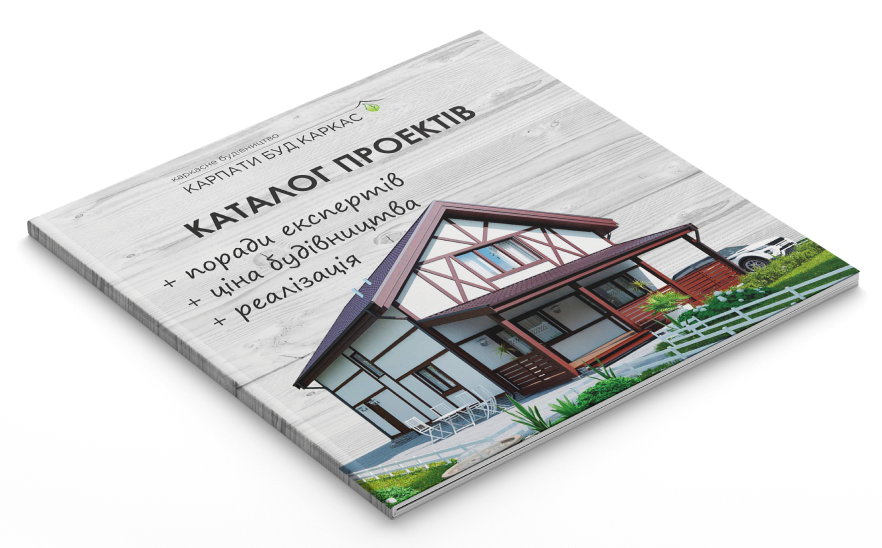 каркасне будівництво
КАРПАТИ БУД КАРКАС
КАТАЛОГ ПРОЕКТІВ
+ поради експертів
+ ціна будівництва
+ реалізація